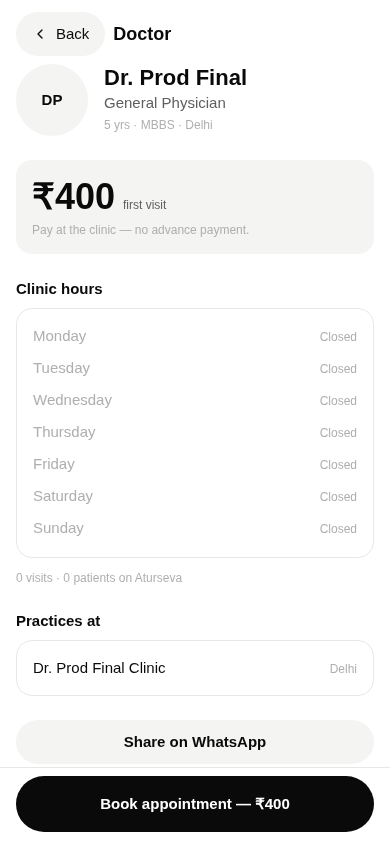 Back Doctor
DP
Dr. Prod Final
General Physician
5 yrs · MBBS · Delhi
₹400 first visit
Pay at the clinic — no advance payment.
Clinic hours
Monday Closed
Tuesday Closed
Wednesday Closed
Thursday Closed
Friday Closed
Saturday Closed
Sunday Closed
0 visits · 0 patients on Aturseva
Practices at
Dr. Prod Final Clinic Delhi
Share on WhatsApp
Book appointment — ₹400